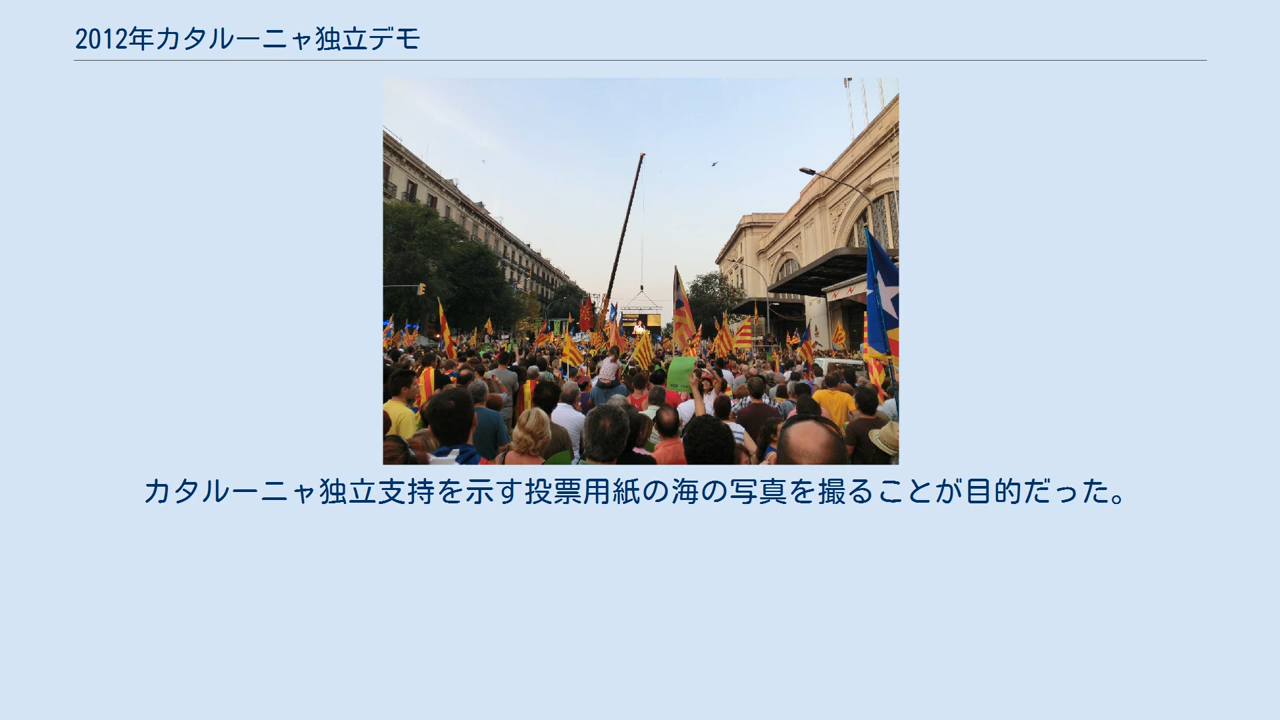 2012年カタルーニャ独立デモ
カタルーニャ独立支持を示す投票用紙の海の写真を撮ることが目的だった。